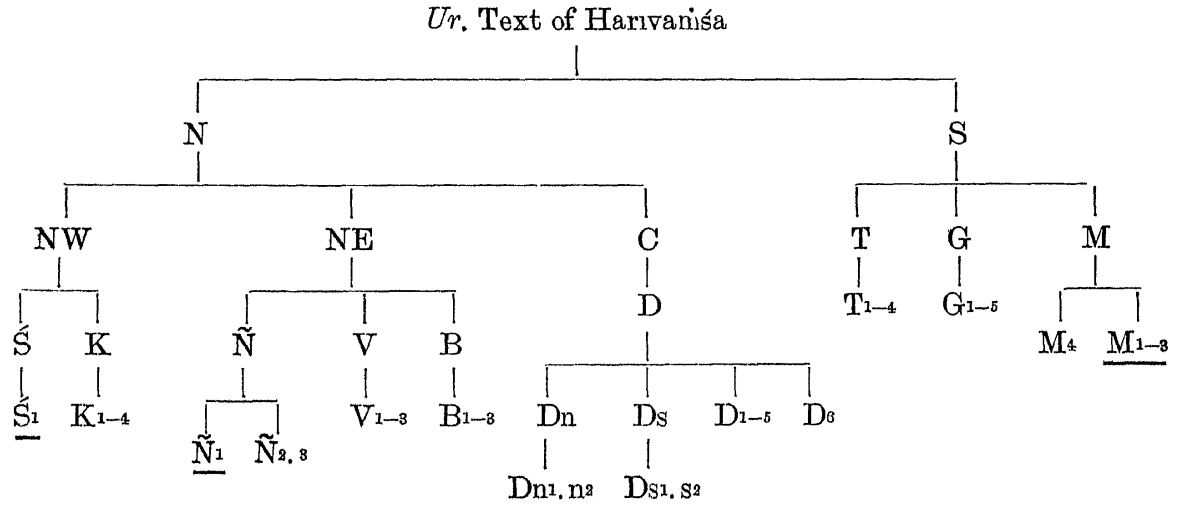 Ur. Text of Harivaṁśa
N S
NW NE C T G M
T1–4 G1–5
Ś K Ñ V B D
M4 M1–3
Ś1 K1–4 V1–3 B1–3 Dn Ds D1–5 D6
Ñ1 Ñ2, 3
Dn1, n2 Ds1, s2